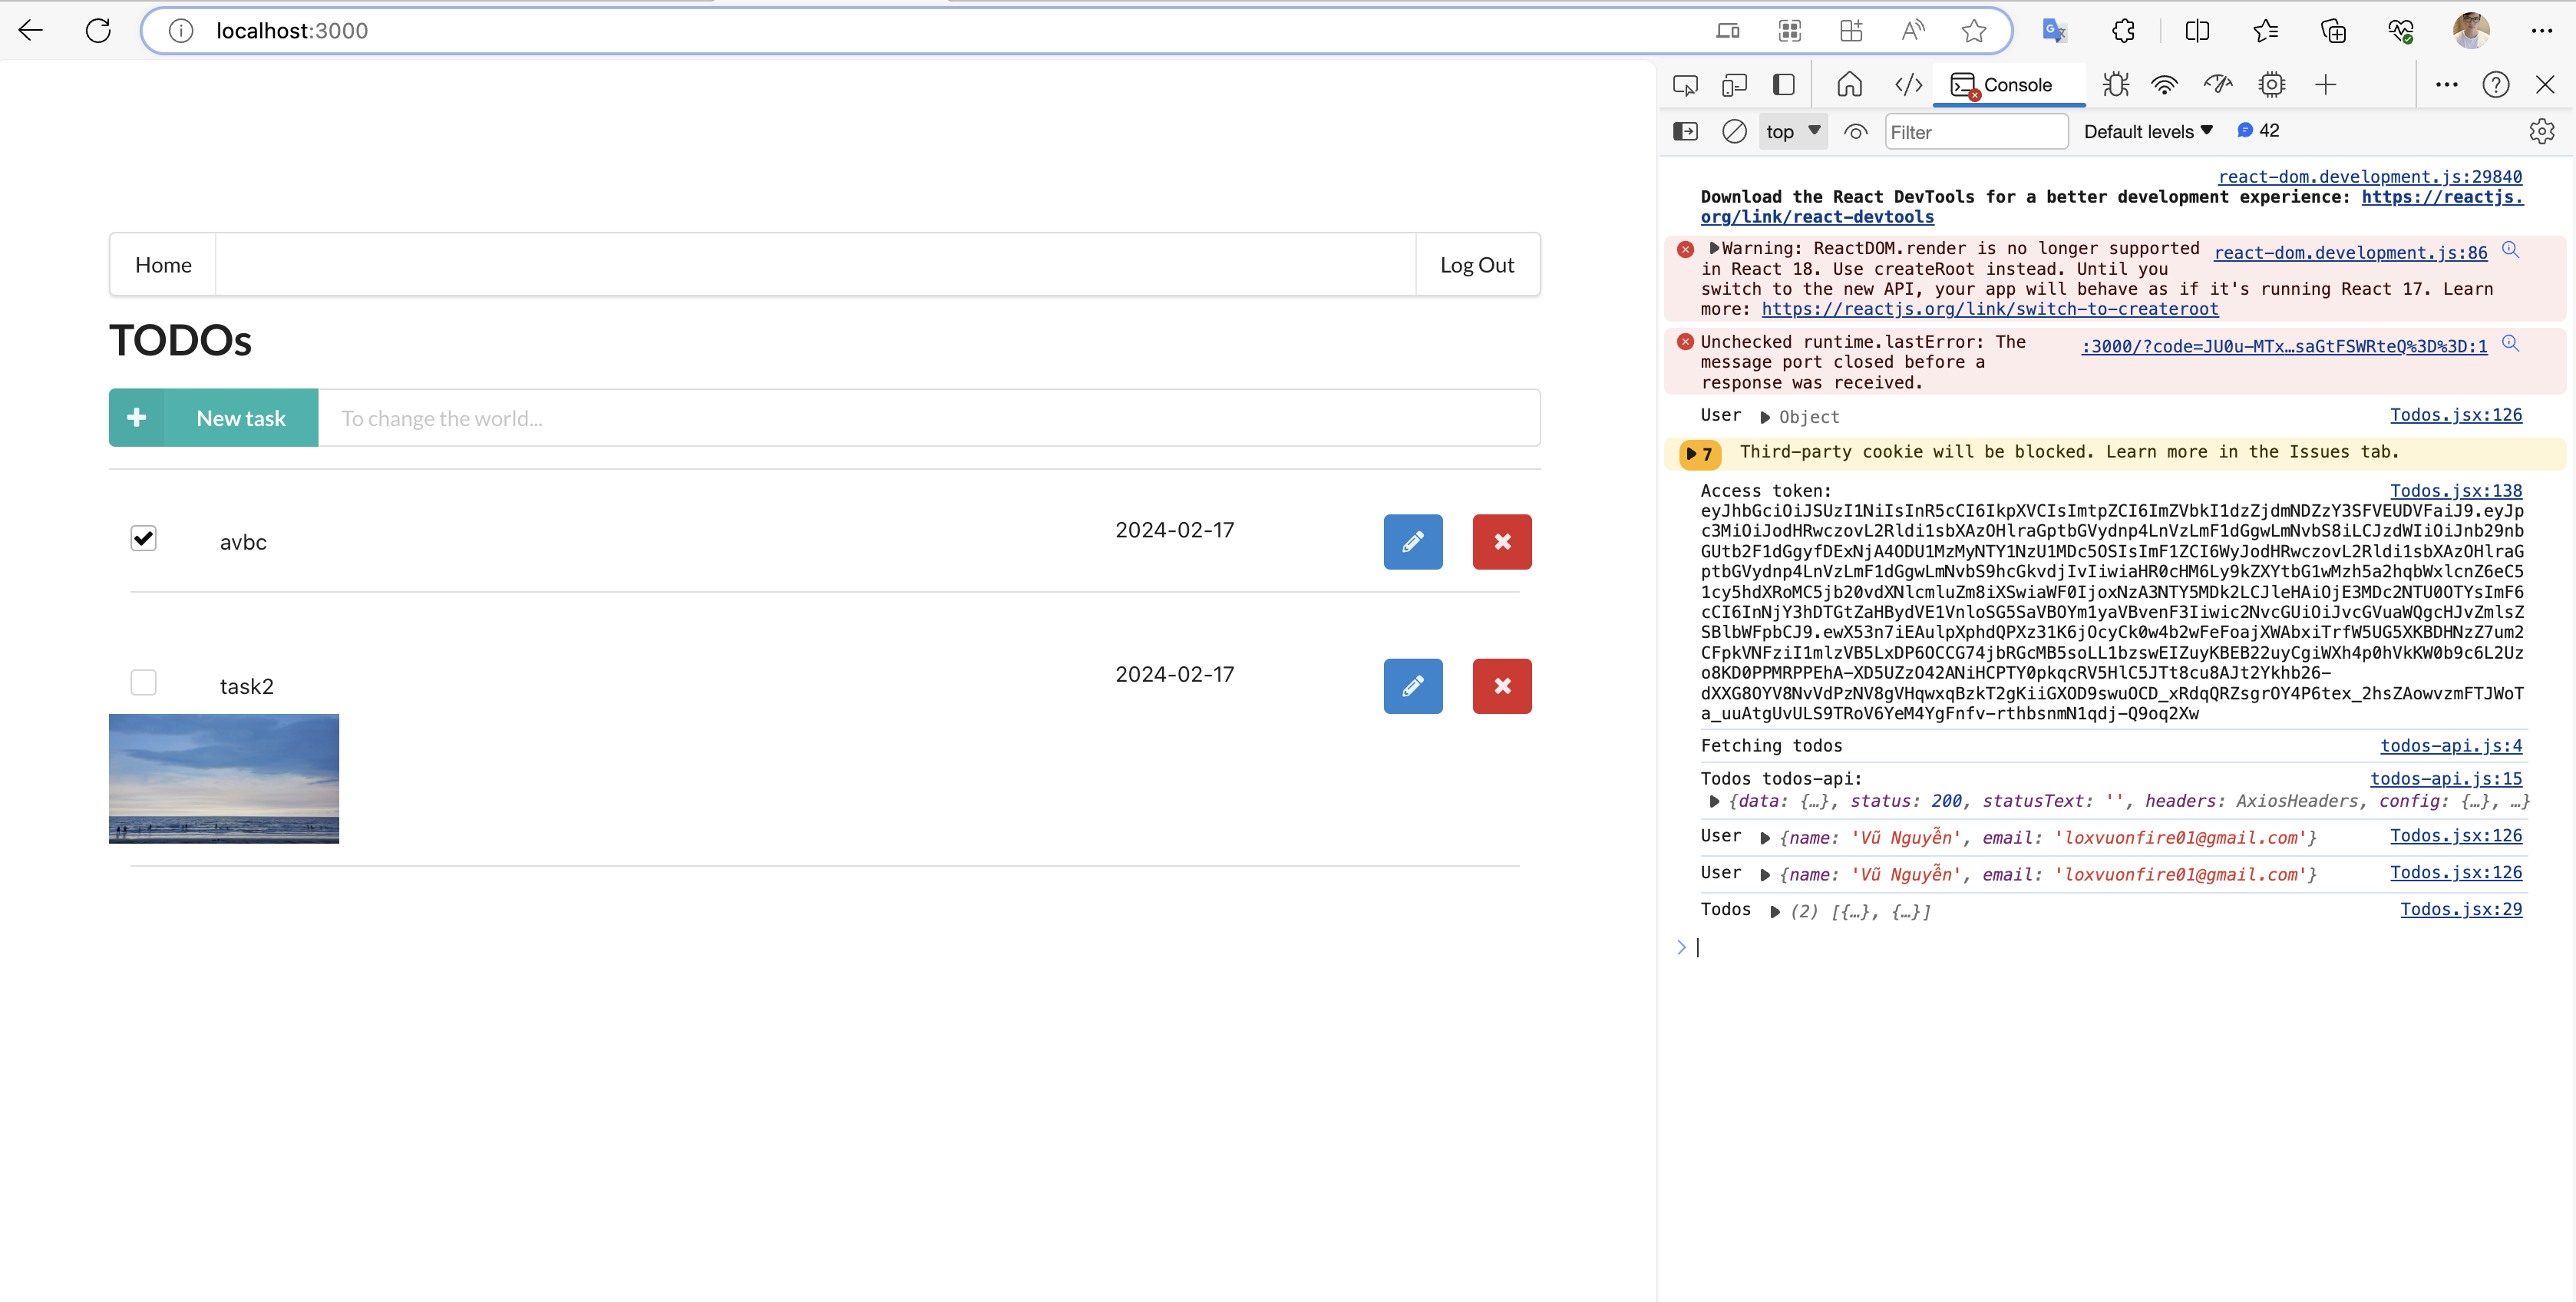 localhost:3000
Console
top
Filter
Default levels
42
Home
Log Out
TODOs
New task
To change the world...
avbc
2024-02-17
task2
2024-02-17
react-dom.development.js:29840
Download the React DevTools for a better development experience: https://reactjs.
org/link/react-devtools
Warning: ReactDOM.render is no longer supported react-dom.development.js:86
in React 18. Use createRoot instead. Until you
switch to the new API, your app will behave as if it's running React 17. Learn
more: https://reactjs.org/link/switch-to-createroot
Unchecked runtime.lastError: The :3000/?code=JU0u-MTx…saGtFSWRteQ%3D%3D:1
message port closed before a
response was received.
User Object Todos.jsx:126
7 Third-party cookie will be blocked. Learn more in the Issues tab.
Access token: Todos.jsx:138
Fetching todos todos-api.js:4
Todos todos-api: todos-api.js:15
{data: {…}, status: 200, statusText: '', headers: AxiosHeaders, config: {…}, …}
User {name: 'Vũ Nguyễn', email: 'loxvuonfire01@gmail.com'} Todos.jsx:126
User {name: 'Vũ Nguyễn', email: 'loxvuonfire01@gmail.com'} Todos.jsx:126
Todos (2) [{…}, {…}] Todos.jsx:29